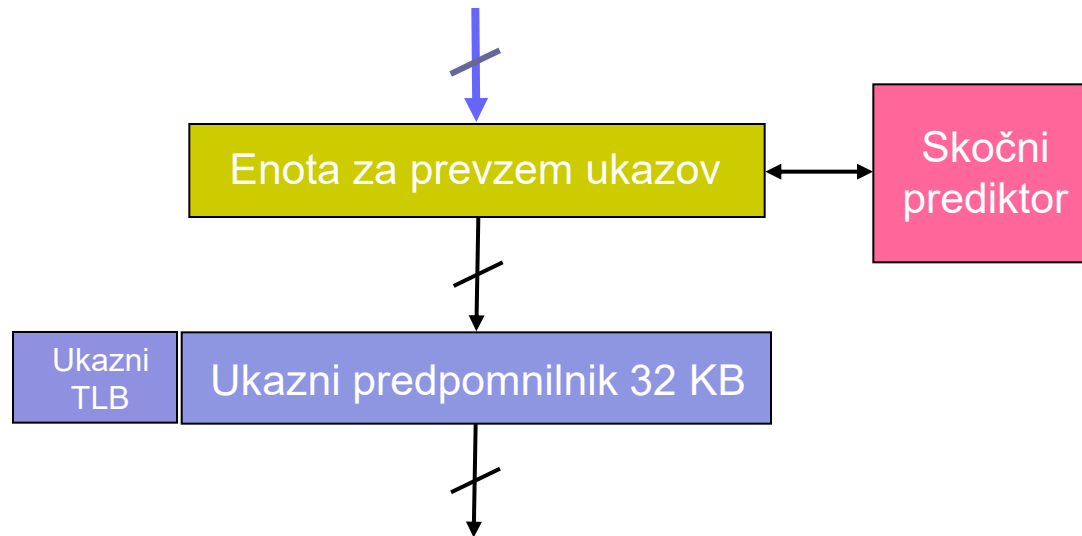 Enota za prevzem ukazov
Skočni
prediktor
Ukazni
TLB
Ukazni predpomnilnik 32 KB